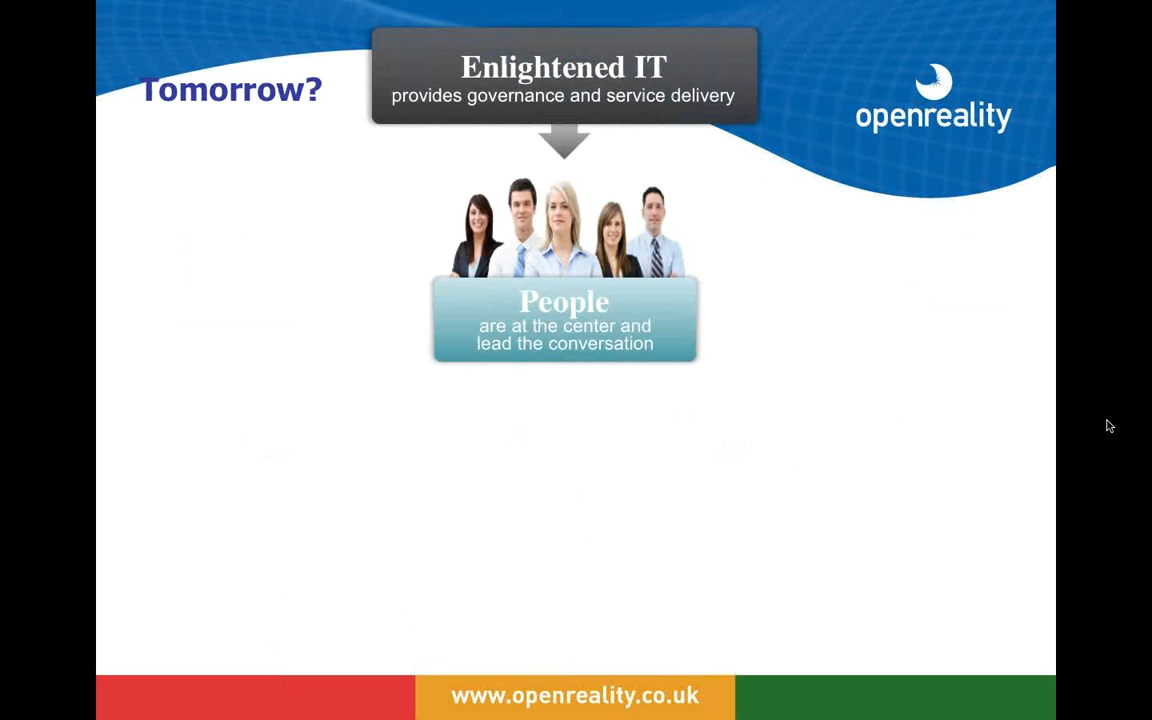 Enlightened IT
provides governance and service delivery
Tomorrow?
openreality
People
are at the center and
lead the conversation
www.openreality.co.uk